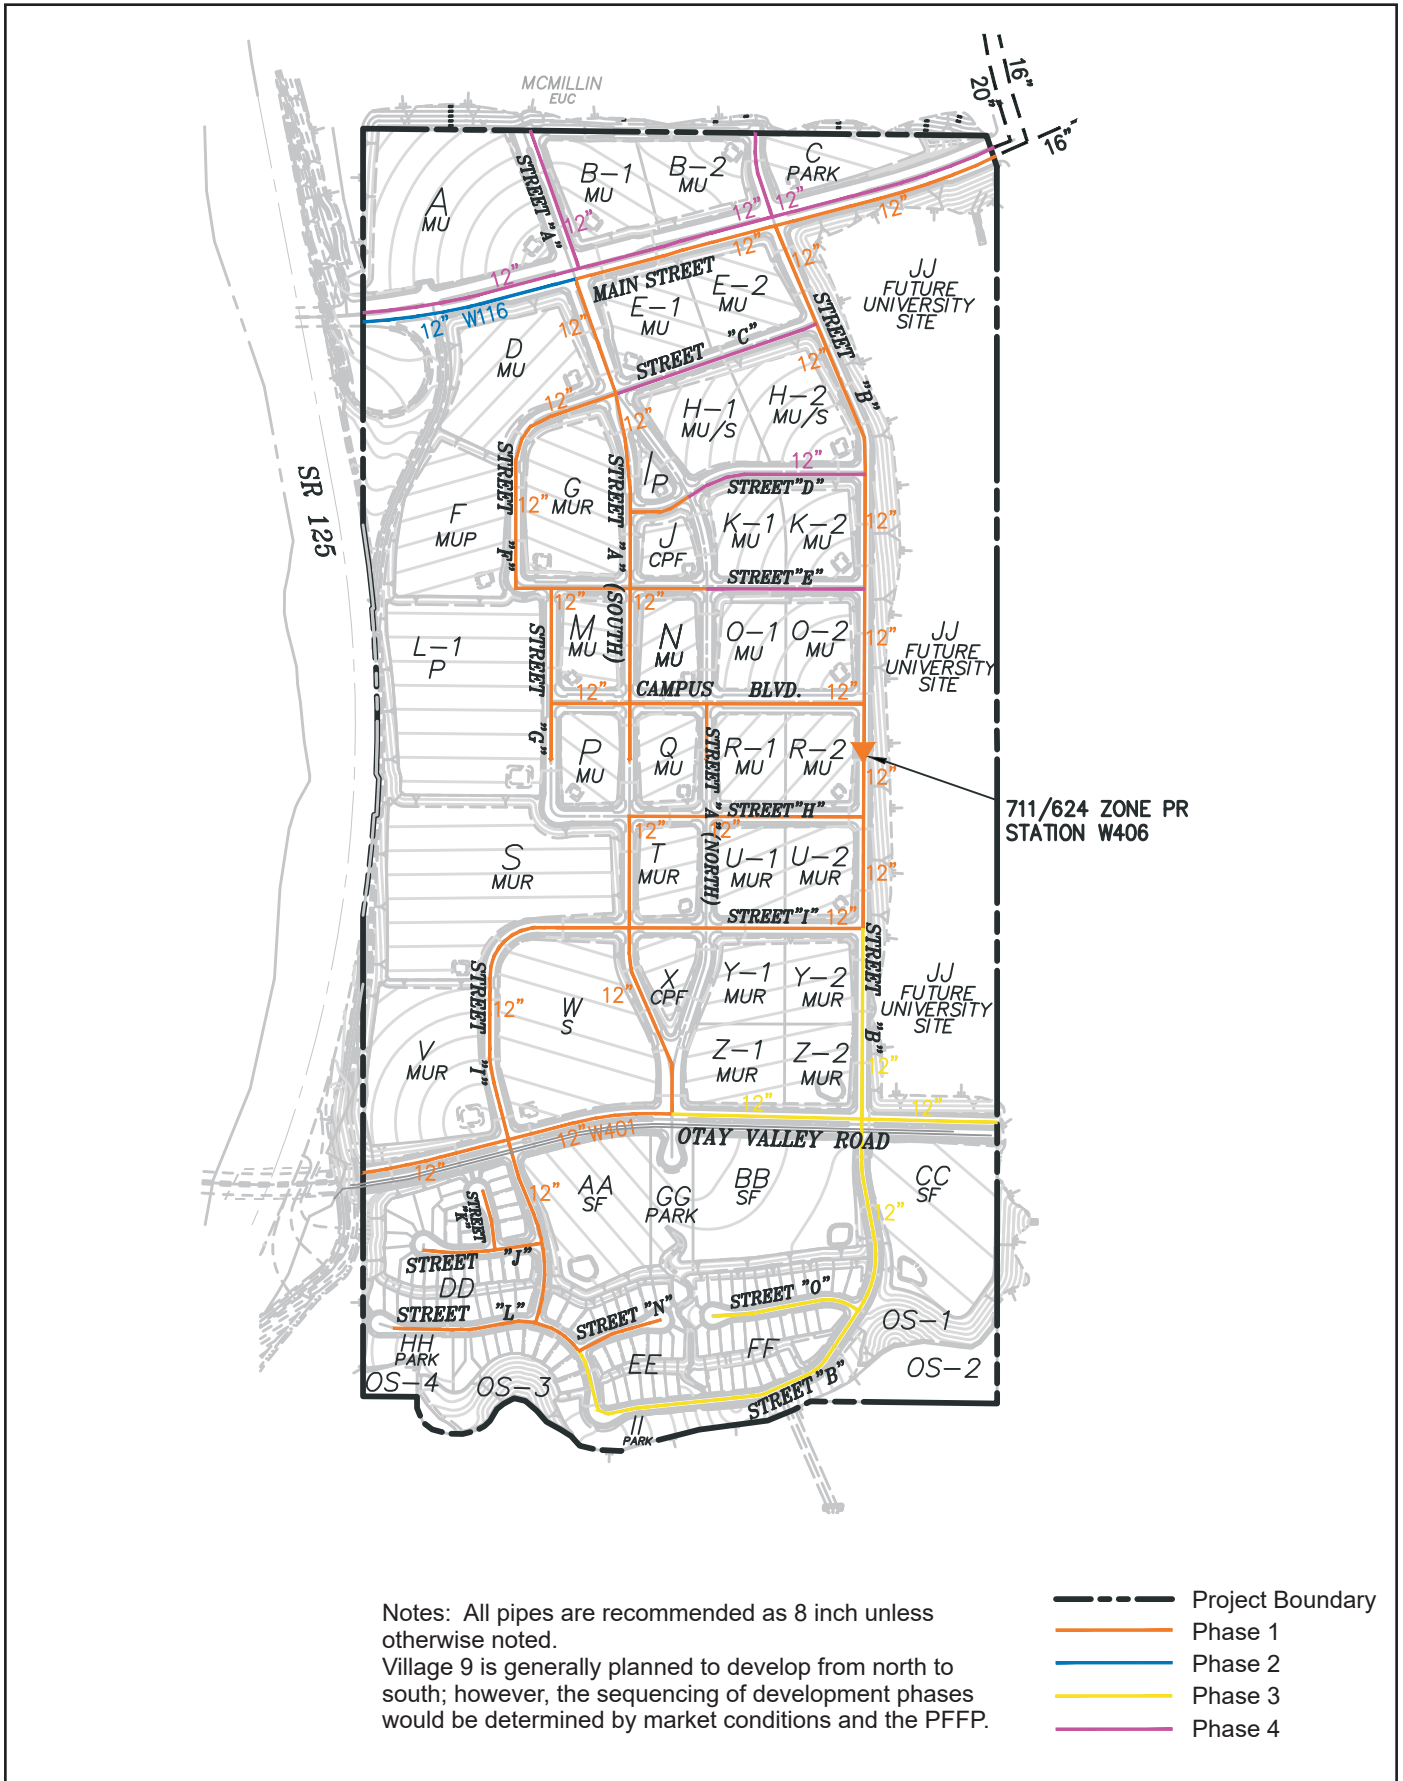 MCMILLIN
EUC
16”
20”
16”
STREET ”A”
A
MU
B-1
MU
B-2
MU
C
PARK
12”
12”
12”
12”
12”
12”
12”
12” W116
MAIN STREET
E-1
MU
E-2
MU
JJ
FUTURE
UNIVERSITY
SITE
D
MU
12”
STREET ”C”
STREET ”B”
12”
12”
12”
H-1
MU/S
H-2
MU/S
SR 125
STREET ”F”
G
MUR
12”
STREET ”A” (SOUTH)
I
P
12”
STREET”D”
F
MUP
J
CPF
K-1
MU
K-2
MU
12”
STREET”E”
12”
12”
L-1
P
STREET ”G”
M
MU
N
MU
O-1
MU
O-2
MU
12”
JJ
FUTURE
UNIVERSITY
SITE
12”
CAMPUS BLVD.
12”
P
MU
Q
MU
STREET ”A” (NORTH)
R-1
MU
R-2
MU
12”
711/624 ZONE PR
STATION W406
STREET”H”
12”
12”
S
MUR
T
MUR
U-1
MUR
U-2
MUR
12”
STREET”I”
12”
STREET ”I”
12”
W
S
12”
X
CPF
Y-1
MUR
Y-2
MUR
STREET ”B”
JJ
FUTURE
UNIVERSITY
SITE
V
MUR
Z-1
MUR
Z-2
MUR
12”
12”
12”
12”W401
OTAY VALLEY ROAD
12”
12”
AA
SF
GG
PARK
BB
SF
CC
SF
12”
STREET ”K”
STREET ”J”
DD
STREET ”L”
STREET ”N”
STREET ”O”
HH
PARK
OS-4
OS-3
EE
FF
STREET”B”
OS-1
OS-2
II
PARK
Notes: All pipes are recommended as 8 inch unless
otherwise noted.
Village 9 is generally planned to develop from north to
south; however, the sequencing of development phases
would be determined by market conditions and the PFFP.
Project Boundary
Phase 1
Phase 2
Phase 3
Phase 4